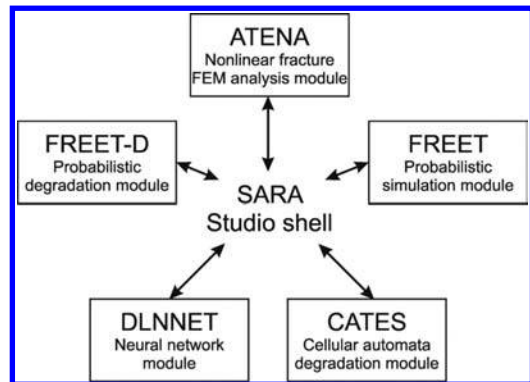 ATENA
Nonlinear fracture
FEM analysis module
FREET-D
Probabilistic
degradation module
FREET
Probabilistic
simulation module
SARA
Studio shell
DLNNET
Neural network
module
CATES
Cellular automata
degradation module